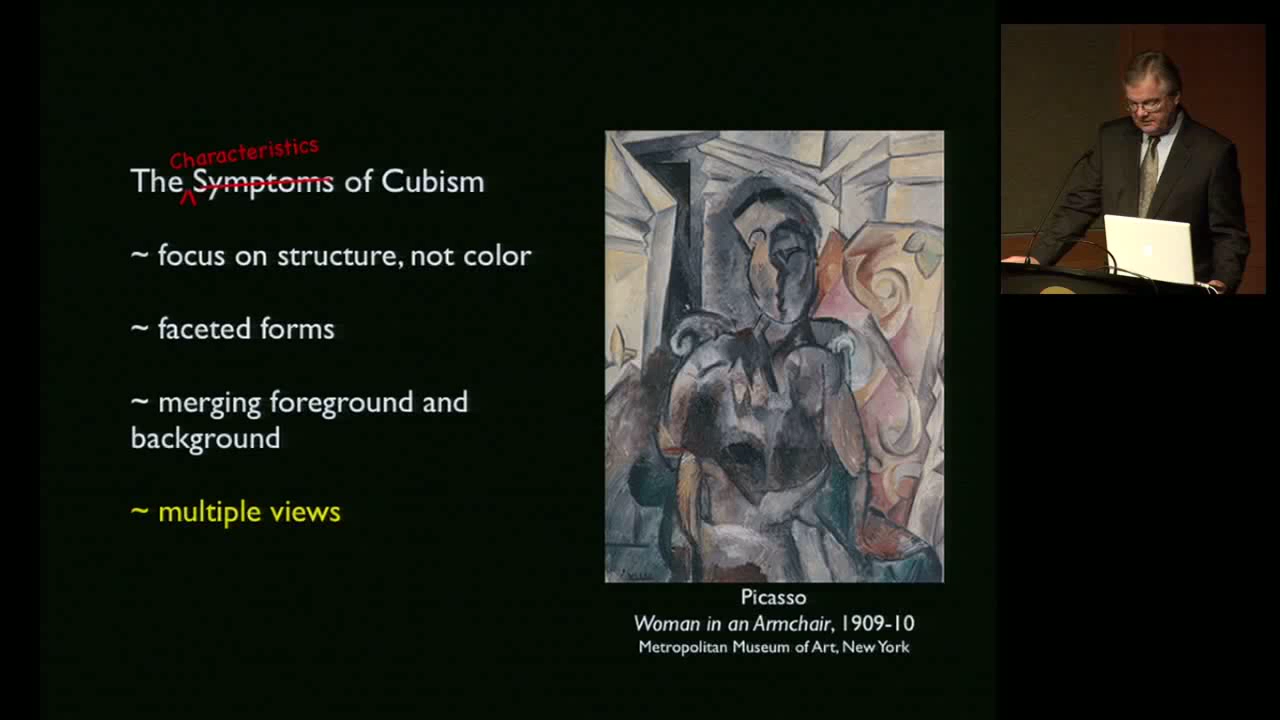 Characteristics
The Symptoms of Cubism
~ focus on structure, not color
~ faceted forms
~ merging foreground and
background
~ multiple views
Picasso
Woman in an Armchair, 1909-10
Metropolitan Museum of Art, New York